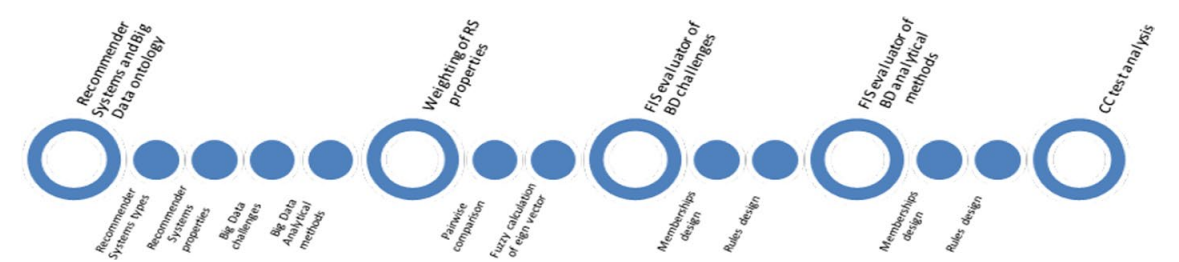 Recommender
Systems and Big
Data ontology
Recommender
Systems types
Recommender
Systems
properties
Big Data
challenges
Big Data
Analytical
methods
Weighting of RS
properties
Pairwise
comparison
Fuzzy calculation
of eign vector
FIS evaluator of
BD challenges
Memberships
design
Rules design
FIS evaluator of
BD analytical
methods
Memberships
design
Rules design
CC test analysis